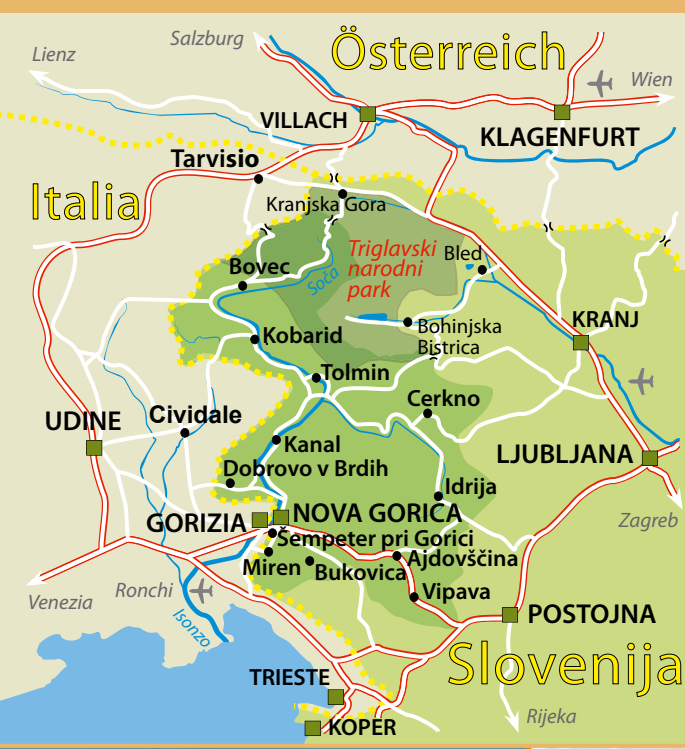 Salzburg
Österreich
Lienz
Wien
VILLACH
KLAGENFURT
Tarvisio
Italia
Kranjska Gora
Triglavski
narodni
park
Bled
Bovec
Soča
Kobarid
Bohinjska
Bistrica
KRANJ
Tolmin
Cerkno
UDINE
Cividale
Kanal
LJUBLJANA
Dobrovo v Brdih
Idrija
GORIZIA
NOVA GORICA
Zagreb
Šempeter pri Gorici
Miren
Bukovica
Ajdovščina
Venezia
Ronchi
Isonzo
Vipava
POSTOJNA
Slovenija
TRIESTE
KOPER
Rijeka